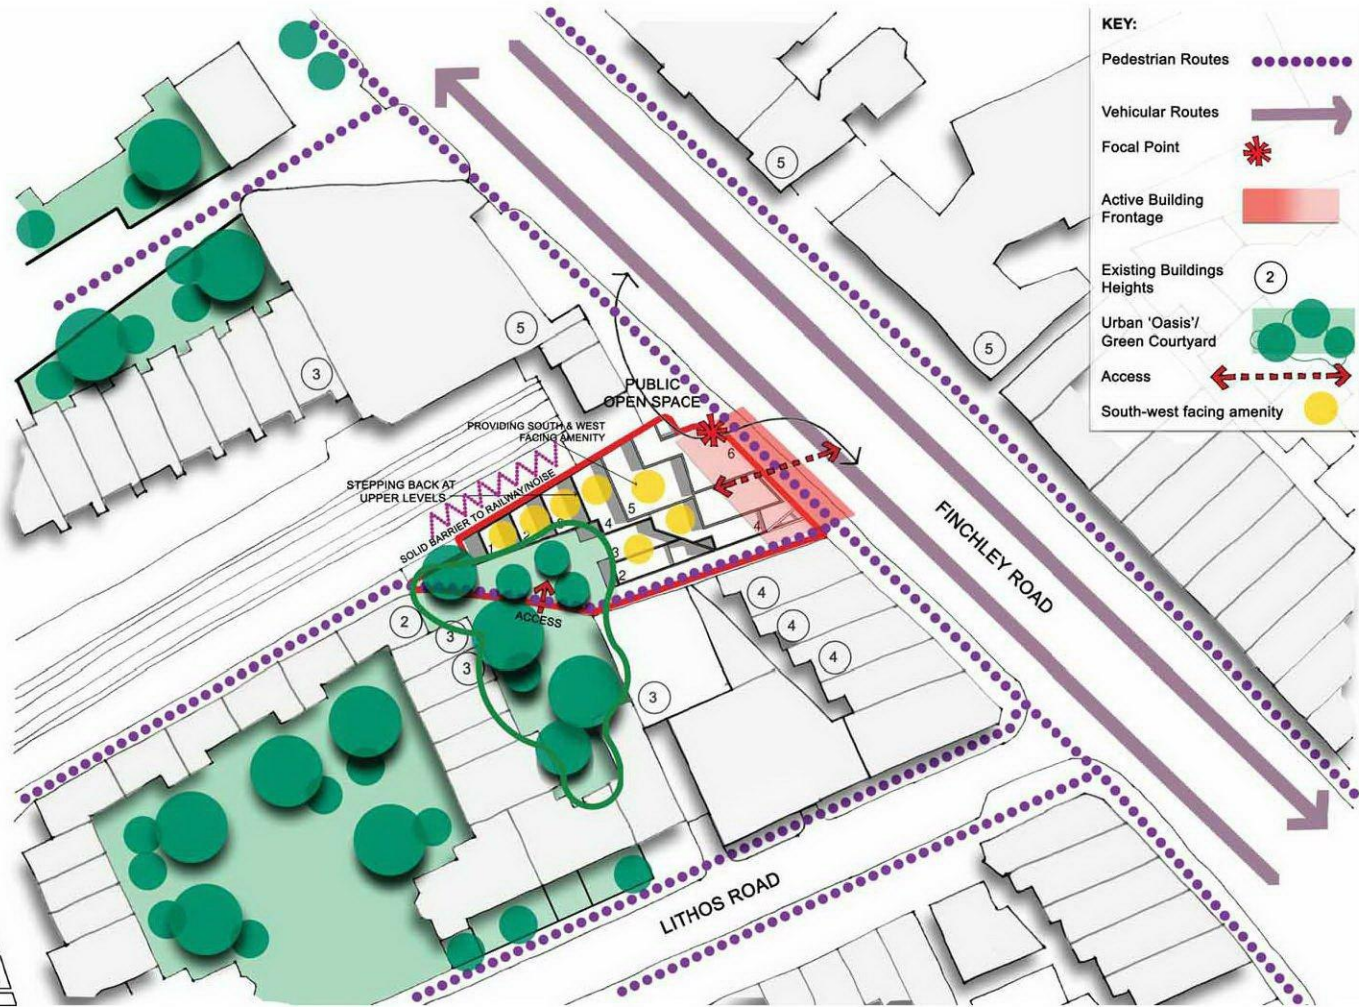 KEY:
Pedestrian Routes
Vehicular Routes
Focal Point
Active Building
Frontage
Existing Buildings
Heights
2
Urban 'Oasis'/
Green Courtyard
Access
South-west facing amenity
5
5
5
3
PUBLIC
OPEN SPACE
PROVIDING SOUTH & WEST
FACING AMENITY
STEPPING BACK AT
UPPER LEVELS
SOLID BARRIER TO RAILWAY/NOISE
6
5
4
4
3
2
1
ACCESS
2
3
3
3
4
4
4
FINCHLEY ROAD
LITHOS ROAD